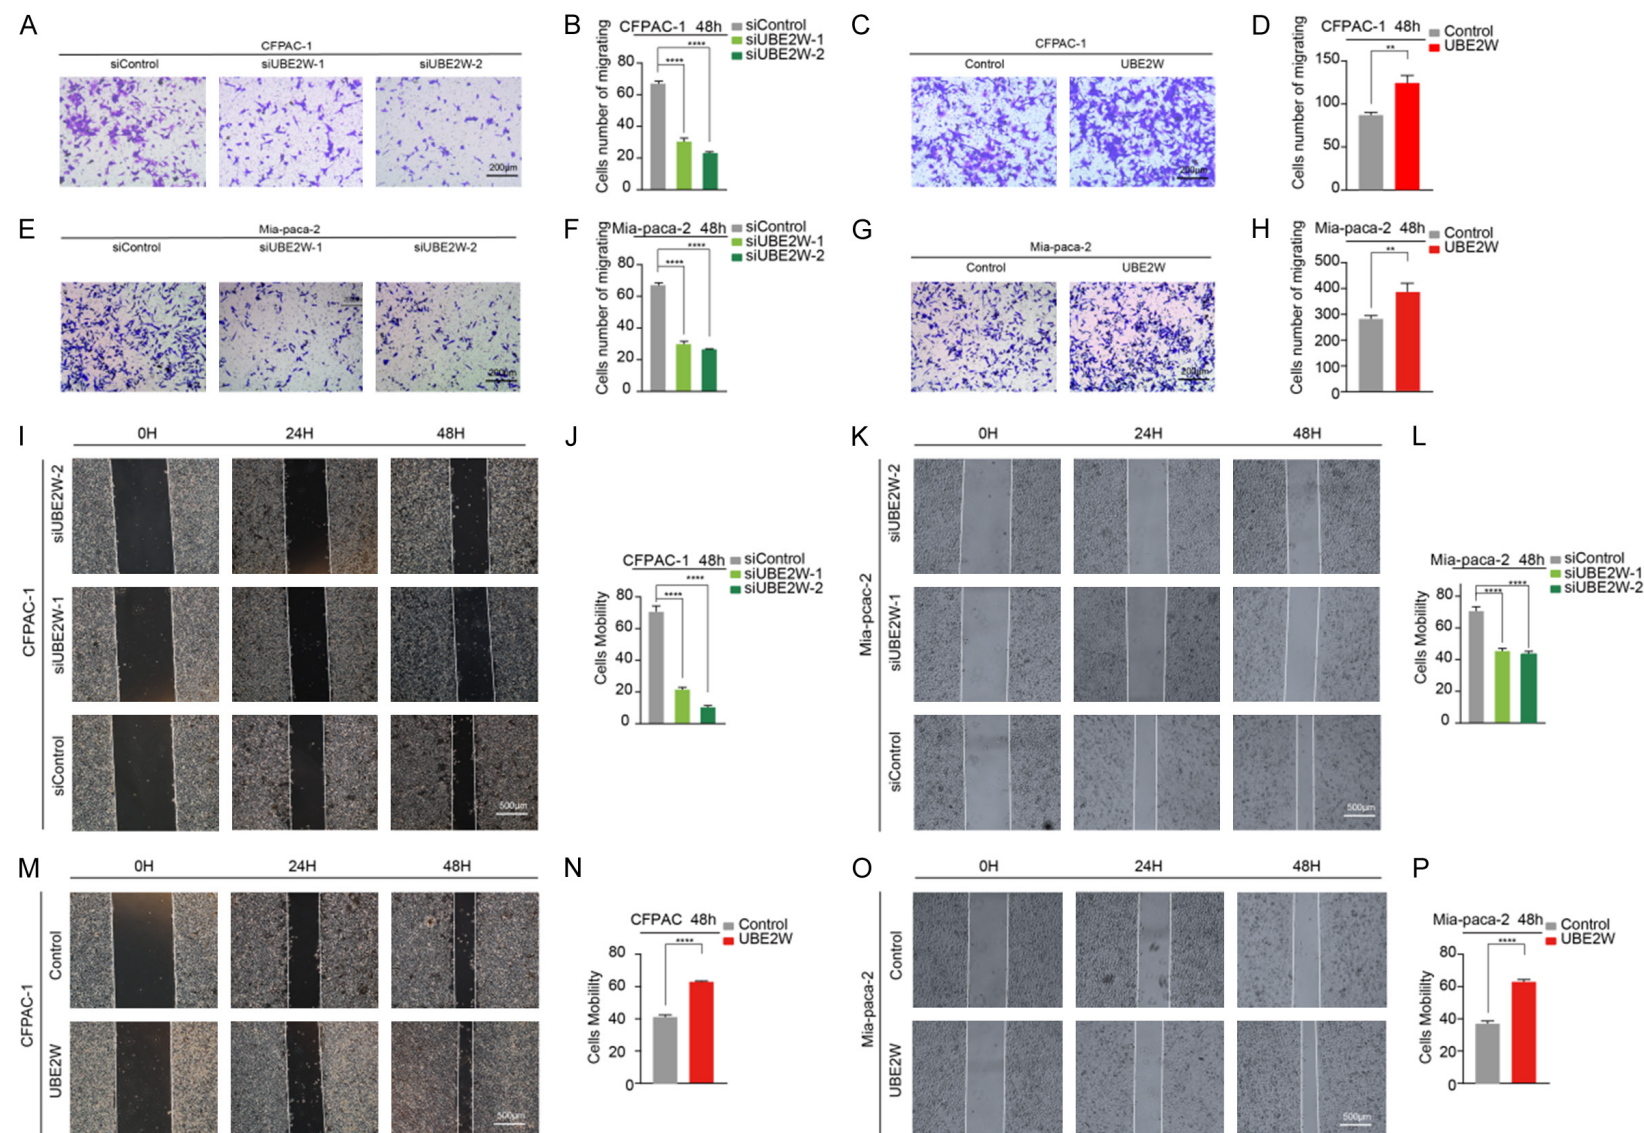 A
CFPAC-1
siControl siUBE2W-1 siUBE2W-2
200µm
B
CFPAC-1 48h
siControl
siUBE2W-1
siUBE2W-2
Cells number of migrating
****
****
80
60
40
20
0
C
CFPAC-1
Control UBE2W
200µm
D
CFPAC-1 48h
Control
UBE2W
Cells number of migrating
**
150
100
50
0
E
Mia-paca-2
siControl siUBE2W-1 siUBE2W-2
200µm
F
Mia-paca-2 48h
siControl
siUBE2W-1
siUBE2W-2
Cells number of migrating
****
****
80
60
40
20
0
G
Mia-paca-2
Control UBE2W
200µm
H
Mia-paca-2 48h
Control
UBE2W
Cells number of migrating
**
500
400
300
200
100
0
I
0H 24H 48H
CFPAC-1
siUBE2W-2
siUBE2W-1
siControl
500µm
J
CFPAC-1 48h
siControl
siUBE2W-1
siUBE2W-2
Cells Mobility
****
****
80
60
40
20
0
K
0H 24H 48H
Mia-pcac-2
siUBE2W-2
siUBE2W-1
siControl
500µm
L
Mia-paca-2 48h
siControl
siUBE2W-1
siUBE2W-2
Cells Mobility
****
****
80
60
40
20
0
M
0H 24H 48H
CFPAC-1
Control
UBE2W
500µm
N
CFPAC 48h
Control
UBE2W
Cells Mobility
****
80
60
40
20
0
O
0H 24H 48H
Mia-paca-2
Control
UBE2W
500µm
P
Mia-paca-2 48h
Control
UBE2W
Cells Mobility
****
80
60
40
20
0